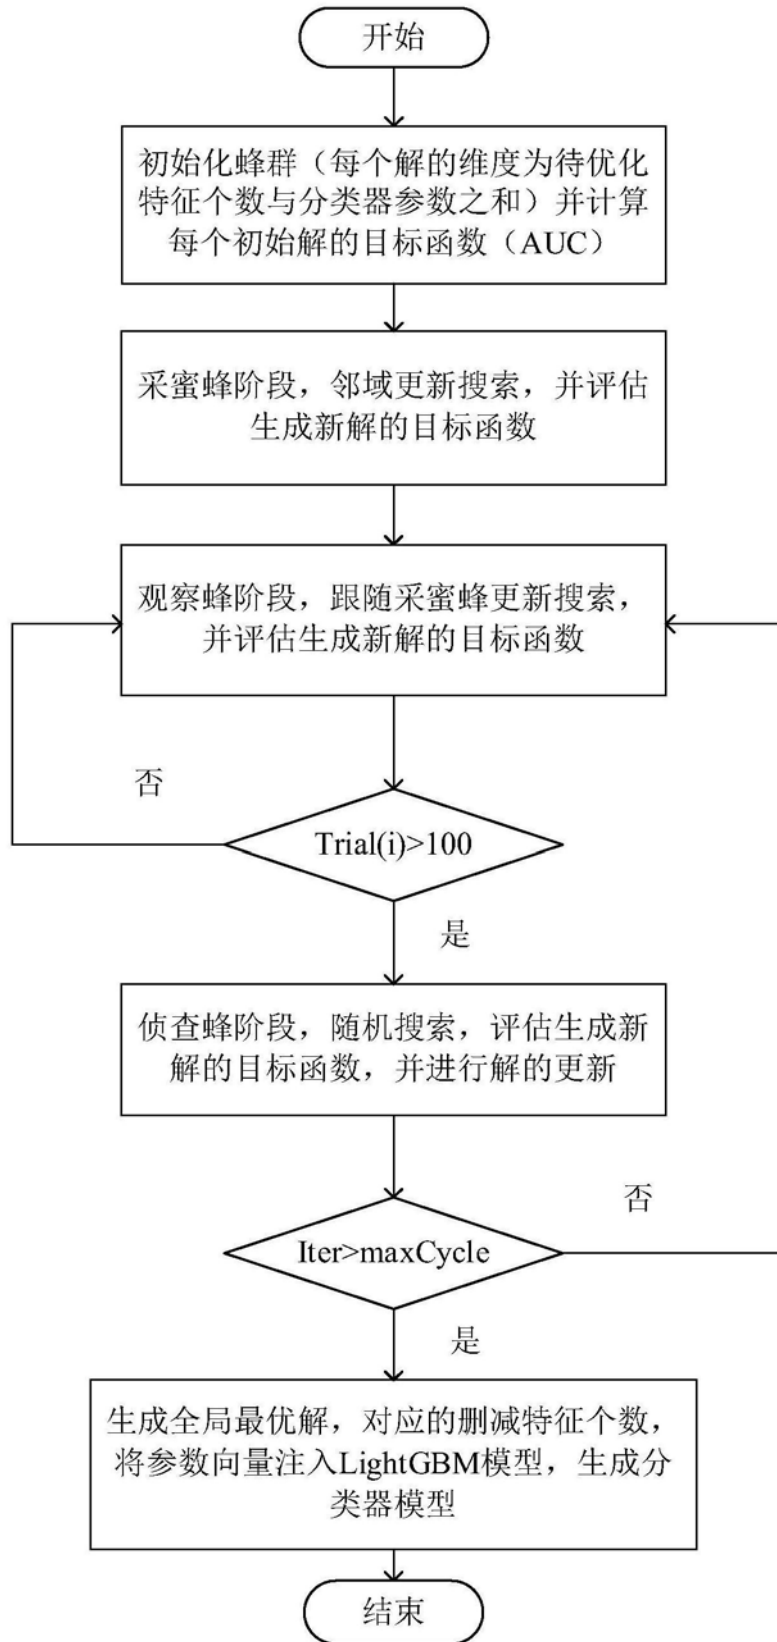 开始
初始化蜂群（每个解的维度为待优化
特征个数与分类器参数之和）并计算
每个初始解的目标函数（AUC）
采蜜蜂阶段，邻域更新搜索，并评估
生成新解的目标函数
观察蜂阶段，跟随采蜜蜂更新搜索，
并评估生成新解的目标函数
否
Trial(i)>100
是
侦查蜂阶段，随机搜索，评估生成新
解的目标函数，并进行解的更新
否
Iter>maxCycle
是
生成全局最优解，对应的删减特征个数，
将参数向量注入LightGBM模型，生成分
类器模型
结束